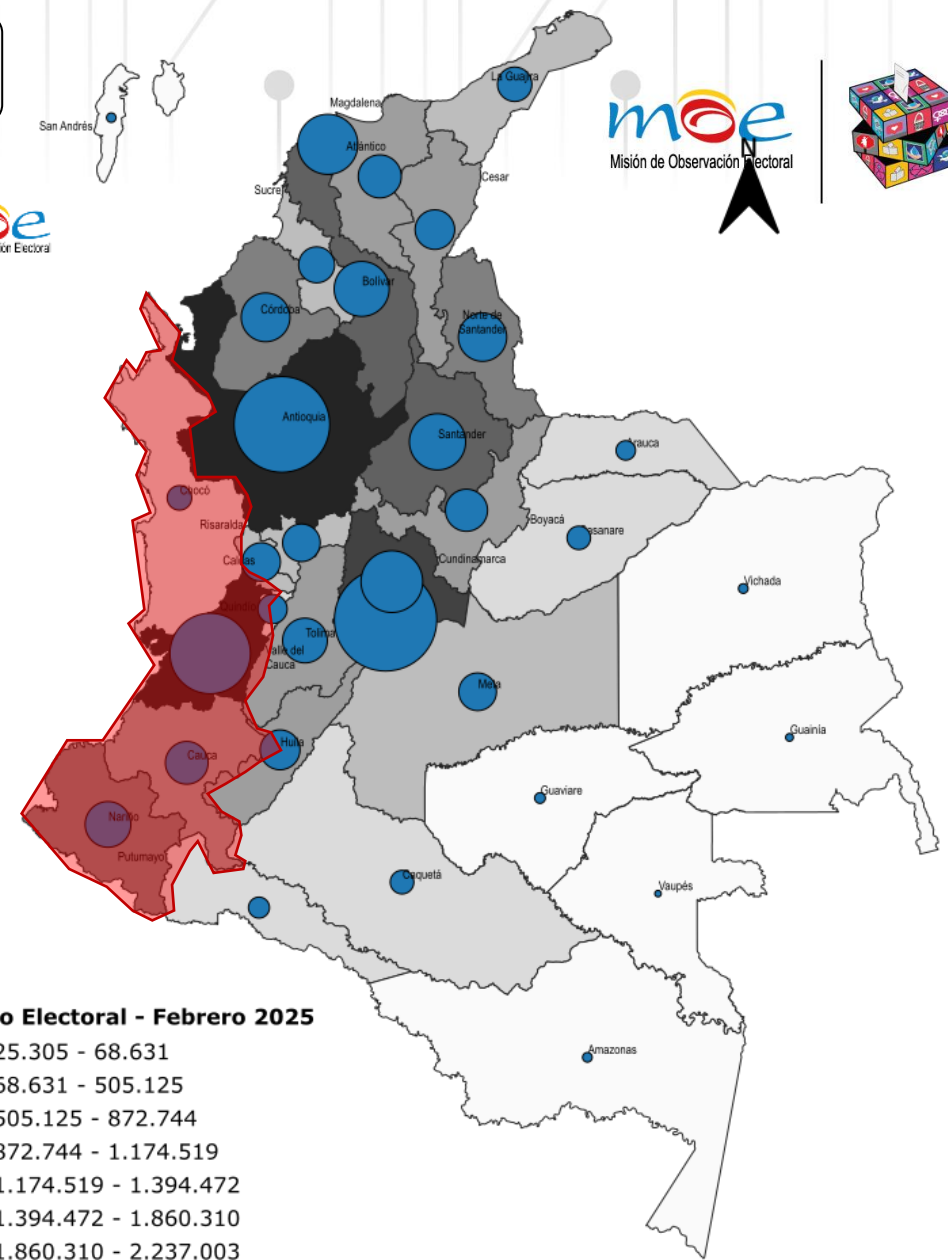 La Guajira
Magdalena
moe
N
Misión de Observación Electoral
San Andrés
Atlántico
Cesar
Sucre
ión Electoral
Bolívar
Córdoba
Norte de
Santander
Antioquia
Santander
Arauca
Chocó
Risaralda
Boyacá
Casanare
Caldas
Cundinamarca
Vichada
Quindío
Tolima
Valle del
Cauca
Meta
Guainía
Huila
Cauca
Guaviare
Nariño
Putumayo
Caquetá
Vaupés
o Electoral - Febrero 2025
25.305 - 68.631
68.631 - 505.125
505.125 - 872.744
872.744 - 1.174.519
1.174.519 - 1.394.472
1.394.472 - 1.860.310
1.860.310 - 2.237.003
Amazonas